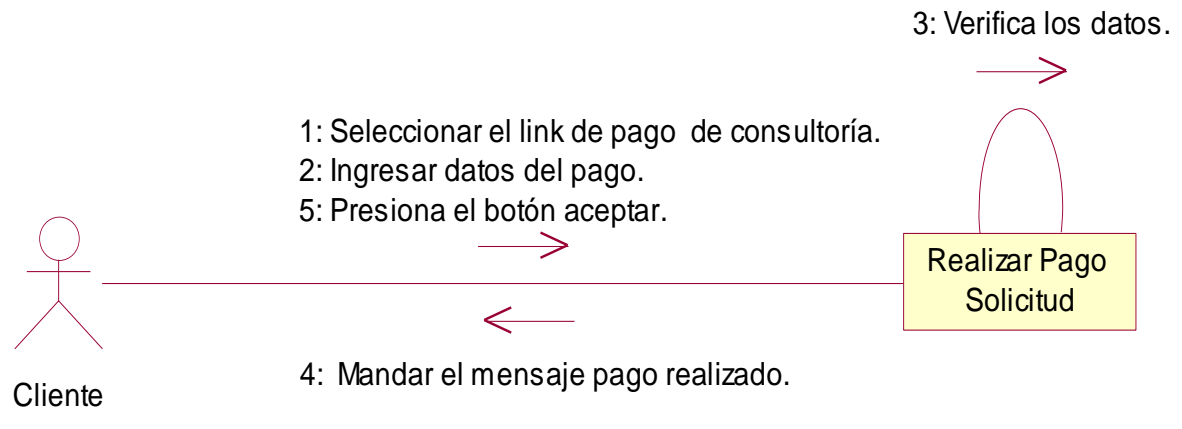 3: Verifica los datos.
1: Seleccionar el link de pago de consultoría.
2: Ingresar datos del pago.
5: Presiona el botón aceptar.
Realizar Pago
Solicitud
4: Mandar el mensaje pago realizado.
Cliente